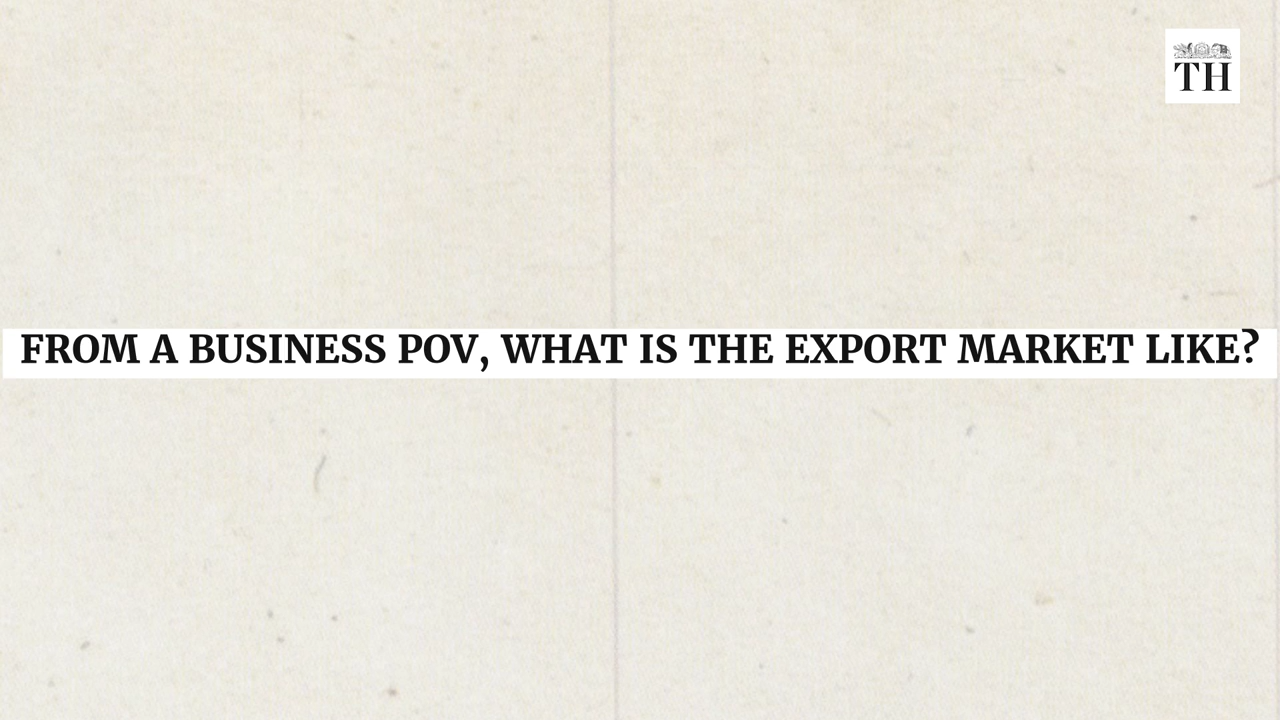 TH
FROM A BUSINESS POV, WHAT IS THE EXPORT MARKET LIKE?